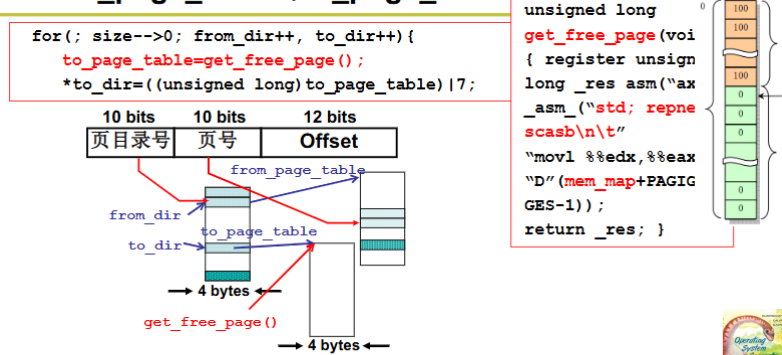 for(; size-->0; from_dir++, to_dir++){
to_page_table=get_free_page();
*to_dir=((unsigned long)to_page_table)|7;
10 bits 10 bits 12 bits
页目录号 页号 Offset
from_page_table
from_dir
to_page_table
to_dir
4 bytes
get_free_page()
4 bytes
unsigned long
get_free_page(voi
{ register unsign
long _res asm(“ax
_asm_(“std; repne
scasb\n\t”
“movl %%edx,%%eax
“D”(mem_map+PAGIG
GES-1));
return _res; }
0
100
100
100
0
0
0
0
0
Operating
System